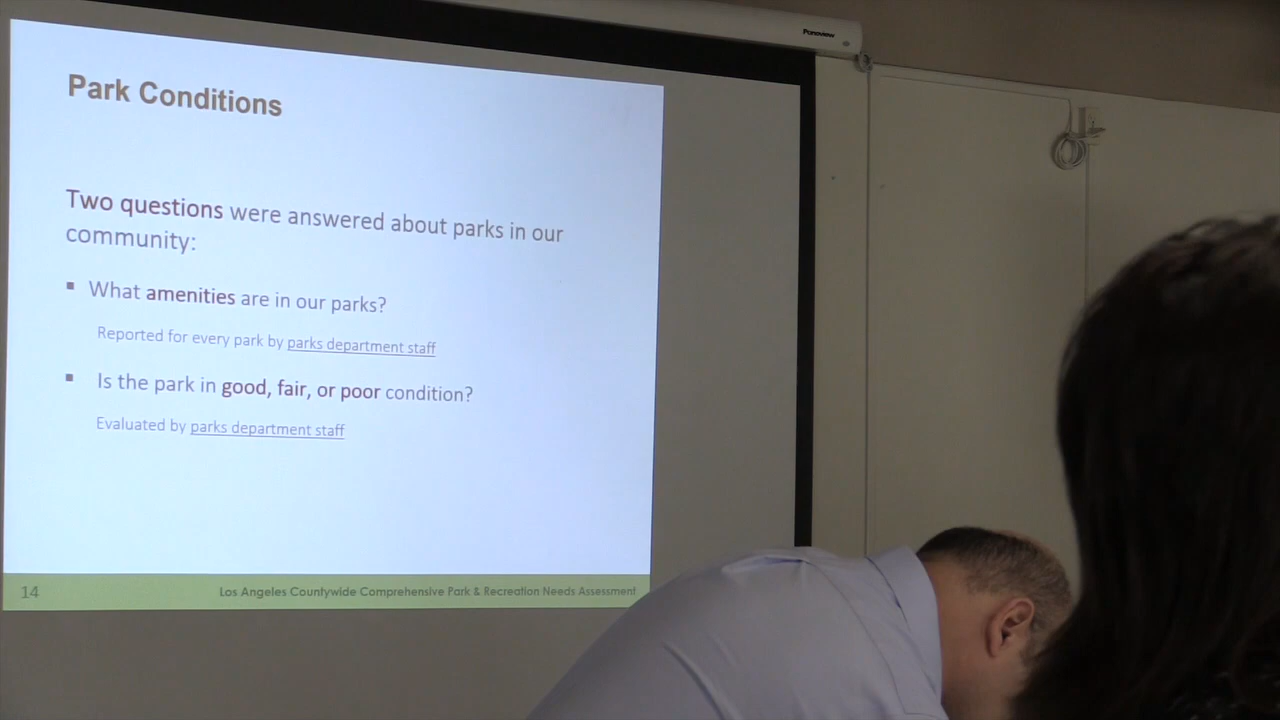 Panoview
Park Conditions
Two questions were answered about parks in our
community:
What amenities are in our parks?
Reported for every park by parks department staff
Is the park in good, fair, or poor condition?
Evaluated by parks department staff
14
Los Angeles Countywide Comprehensive Park & Recreation Needs Assessment